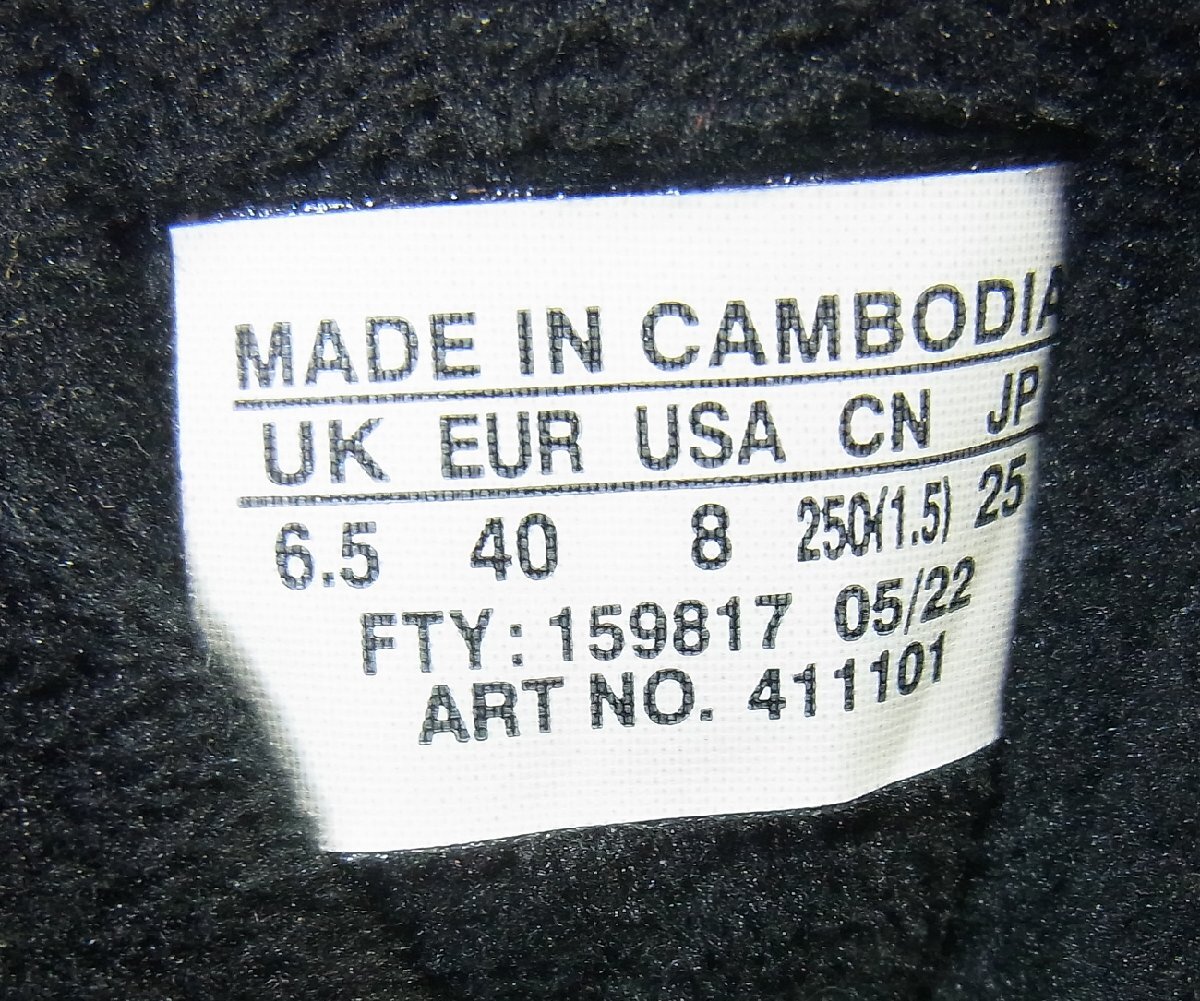 MADE IN CAMBODIA
UK EUR USA CN JP
6.5 40 8 250(1.5) 25
FTY: 159817 05/22
ART NO. 411101